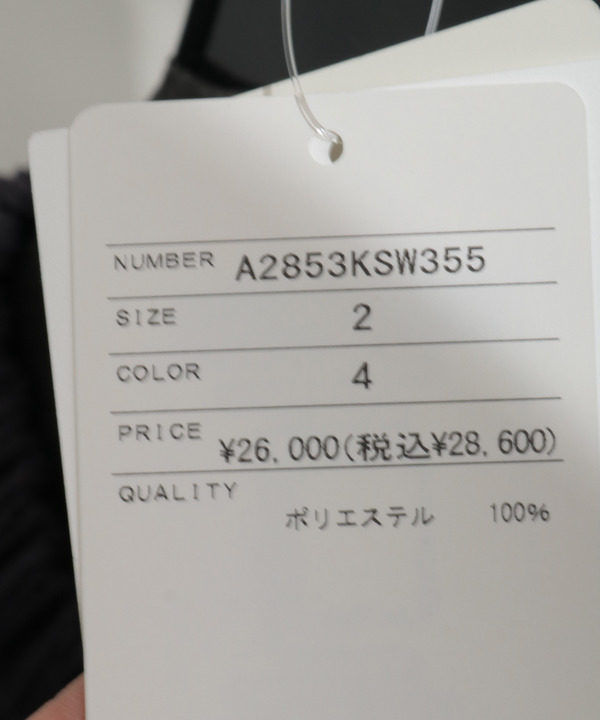 NUMBER A2853KSW355
SIZE 2
COLOR 4
PRICE ¥26,000(税込¥28,600)
QUALITY
ポリエステル 100%